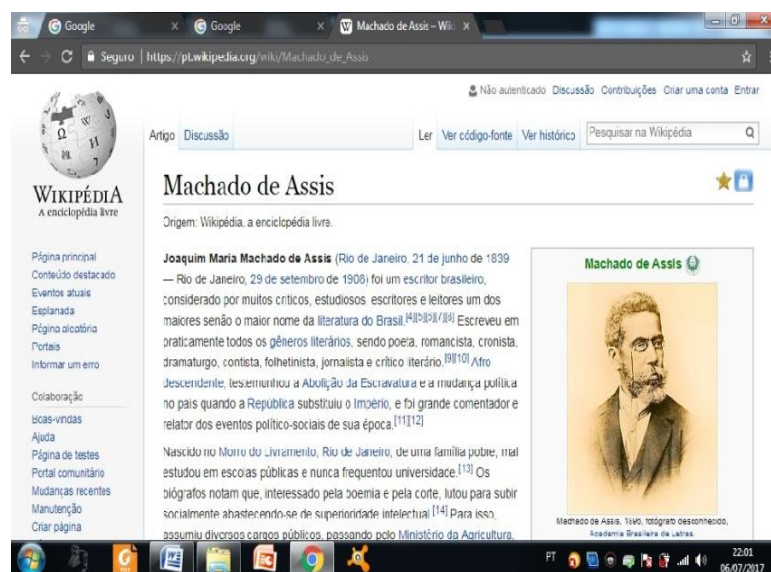 Google
Google
Machado de Assis – Wiki
Seguro | https://pt.wikipedia.org/wiki/Machado_de_Assis
Não autenticado Discussão Contribuições Criar uma conta Entrar
Artigo Discussão Ler Ver código-fonte Ver histórico Pesquisar na Wikipédia
WIKIPÉDIA
A enciclopédia livre
Página principal
Conteúdo destacado
Eventos atuais
Esplanada
Página aleatória
Portais
Informar um erro
Colaboração
Boas-vindas
Ajuda
Página de testes
Portal comunitário
Mudanças recentes
Manutenção
Criar página
Machado de Assis
Origem: Wikipédia, a enciclopédia livre.
Joaquim Maria Machado de Assis (Rio de Janeiro, 21 de junho de 1839
— Rio de Janeiro, 29 de setembro de 1908) foi um escritor brasileiro,
considerado por muitos críticos, estudiosos, escritores e leitores um dos
maiores senão o maior nome da literatura do Brasil.[4][5][6][7][8] Escreveu em
praticamente todos os gêneros literários, sendo poeta, romancista, cronista,
dramaturgo, contista, folhetinista, jornalista e crítico literário.[9][10] Afro
descendente, testemunhou a Abolição da Escravatura e a mudança política
no país quando a República substituiu o Império, e foi grande comentador e
relator dos eventos político-sociais de sua época.[11][12]
Nascido no Morro do Livramento, Rio de Janeiro, de uma família pobre, mal
estudou em escolas públicas e nunca frequentou universidade.[13] Os
biógrafos notam que, interessado pela boemia e pela corte, lutou para subir
socialmente abastecendo-se de superioridade intelectual.[14] Para isso,
assumiu diversos cargos públicos, passando pelo Ministério da Agricultura,
Machado de Assis
Machado de Assis, fotógrafo desconhecido,
Academia Brasileira de Letras.
PT
22:01
06/07/2017